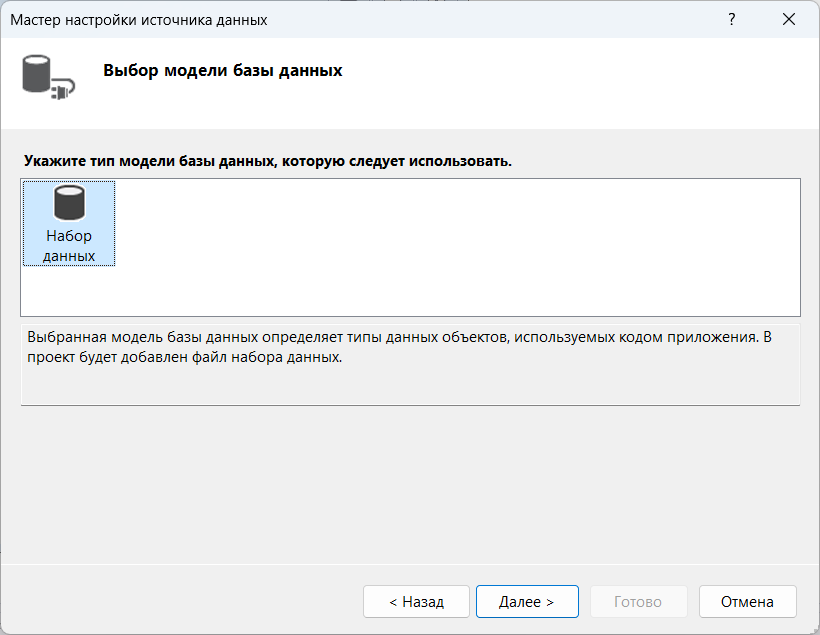 Мастер настройки источника данных
?
Выбор модели базы данных
Укажите тип модели базы данных, которую следует использовать.
Набор
данных
Выбранная модель базы данных определяет типы данных объектов, используемых кодом приложения. В
проект будет добавлен файл набора данных.
< Назад
Далее >
Готово
Отмена